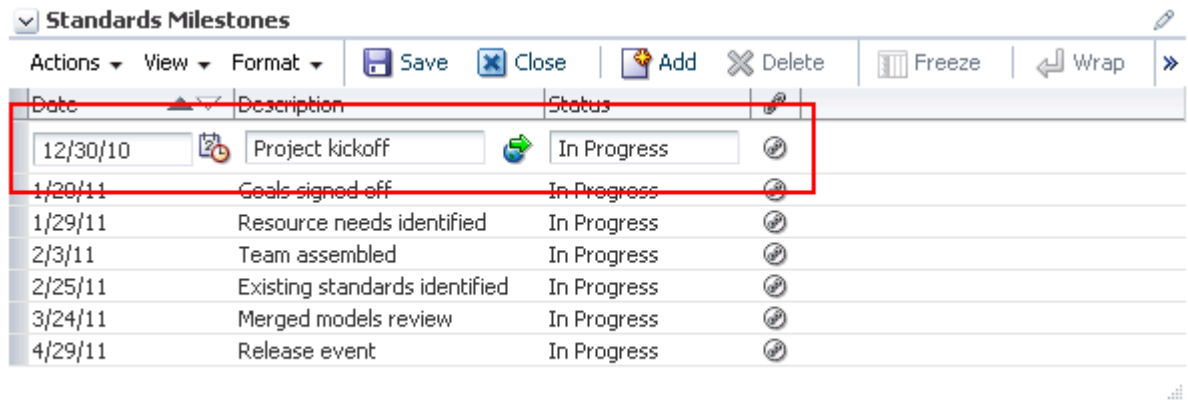 Standards Milestones
Actions View Format Save Close Add Delete Freeze Wrap »
Date Description Status
12/30/10 Project kickoff In Progress
1/20/11 Goals signed off In Progress
1/29/11 Resource needs identified In Progress
2/3/11 Team assembled In Progress
2/25/11 Existing standards identified In Progress
3/24/11 Merged models review In Progress
4/29/11 Release event In Progress